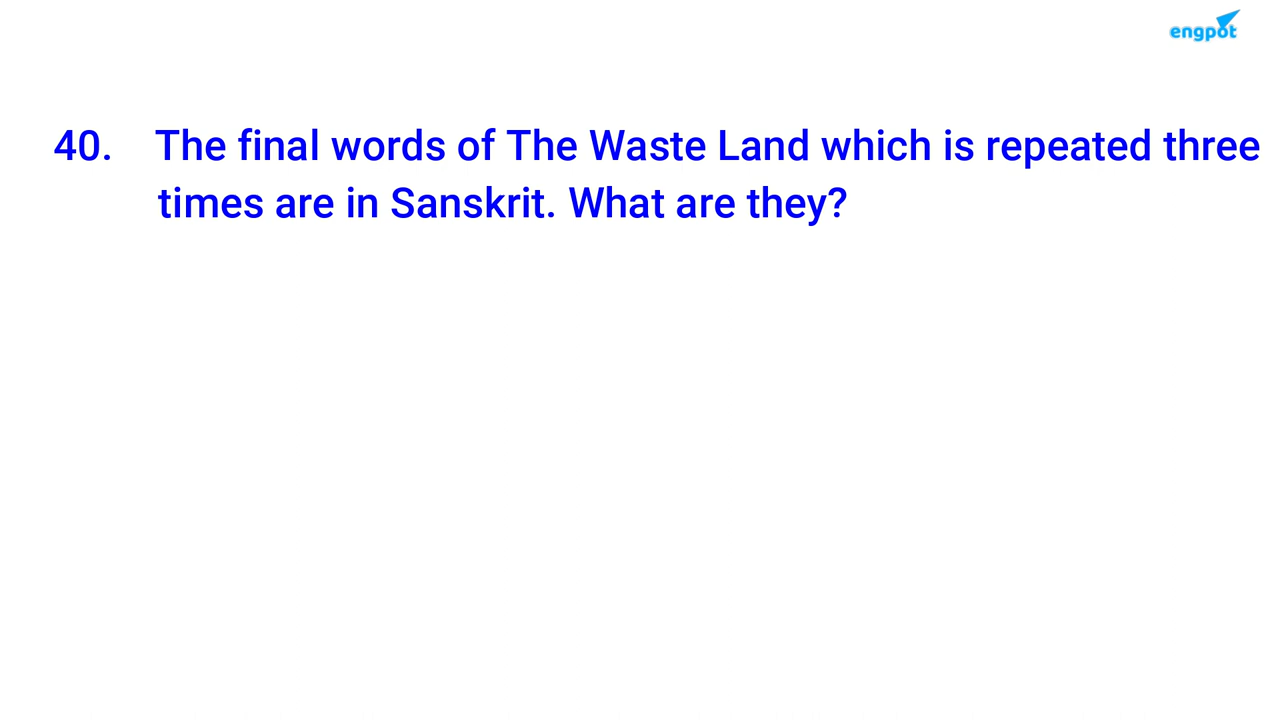 engpot
40. The final words of The Waste Land which is repeated three
times are in Sanskrit. What are they?